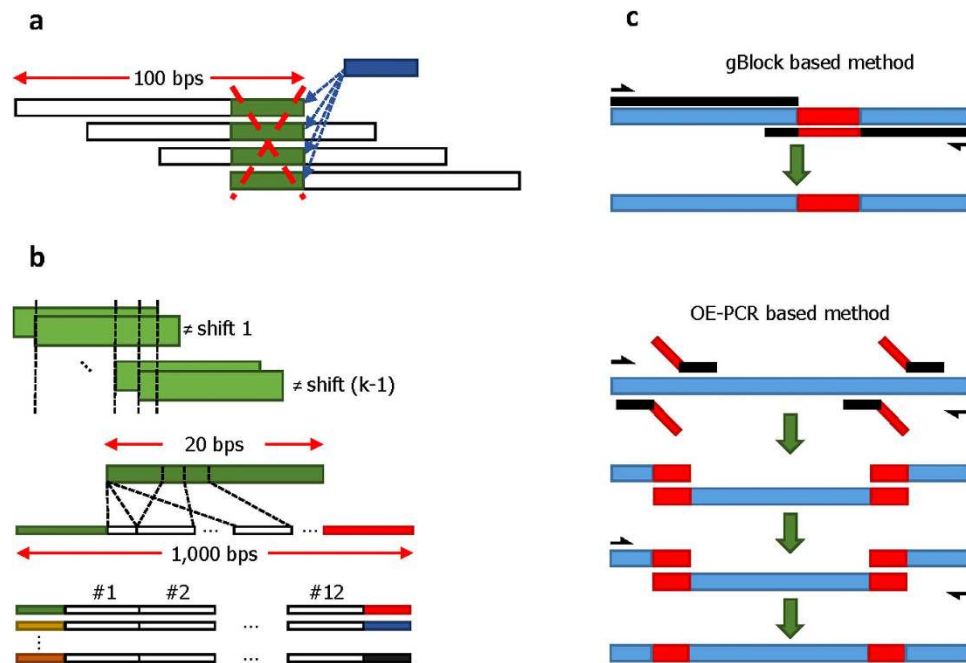 a
100 bps
b
≠ shift 1
⋱
≠ shift (k-1)
20 bps
... ...
1,000 bps
#1 #2 #12
...
⋮
...
c
gBlock based method
OE-PCR based method